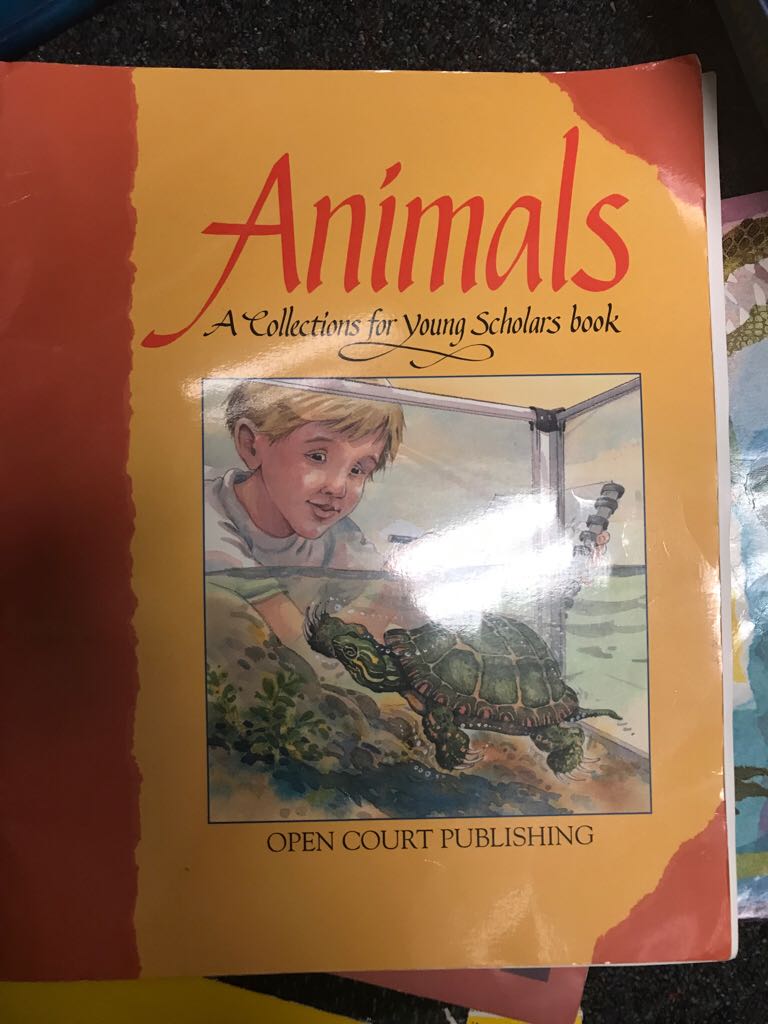 Animals
A Collections for Young Scholars book
OPEN COURT PUBLISHING